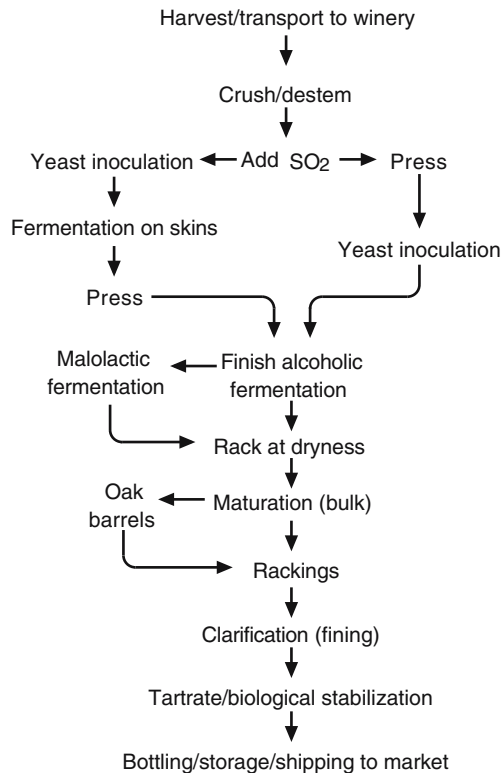 Harvest/transport to winery
Crush/destem
Yeast inoculation
Add SO2
Press
Fermentation on skins
Yeast inoculation
Press
Malolactic
fermentation
Finish alcoholic
fermentation
Rack at dryness
Oak
barrels
Maturation (bulk)
Rackings
Clarification (fining)
Tartrate/biological stabilization
Bottling/storage/shipping to market